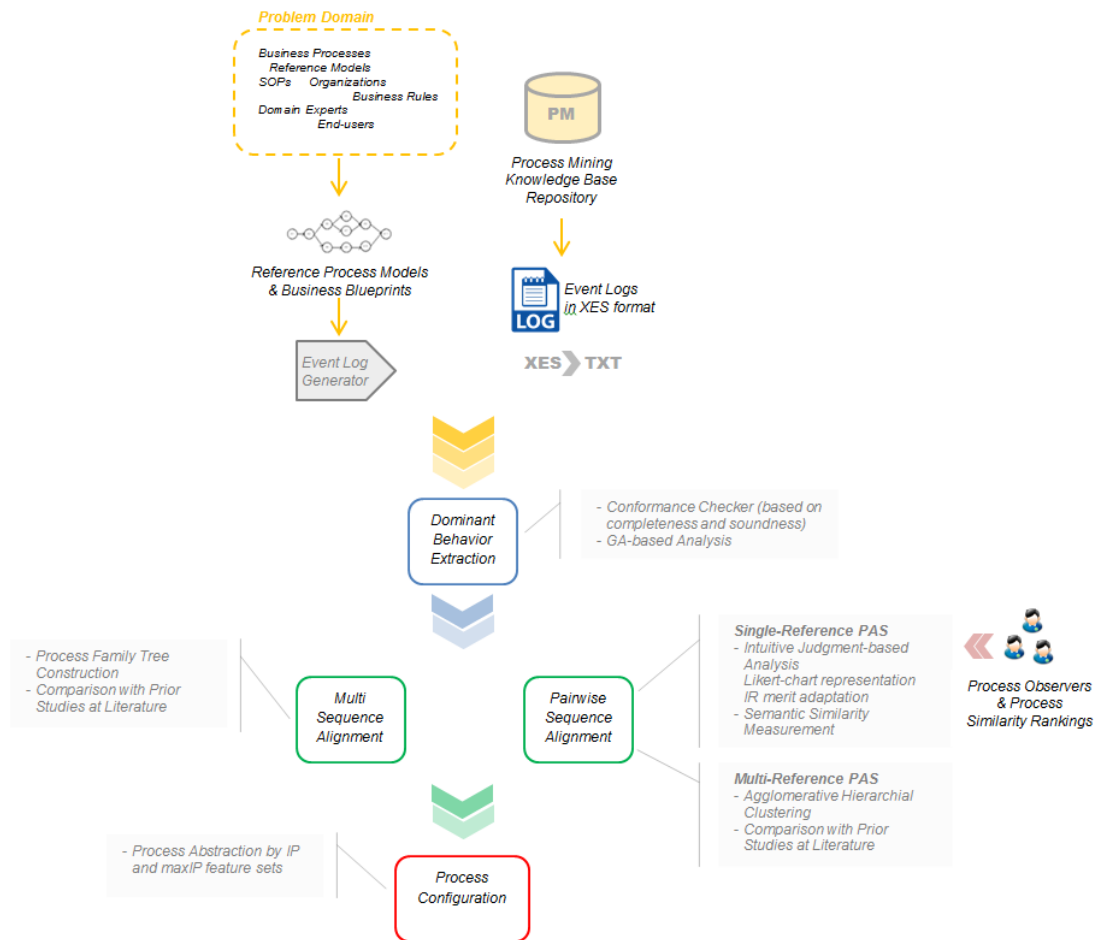 Problem Domain
Business Processes
Reference Models
SOPs Organizations
Business Rules
Domain Experts
End-users
PM
Process Mining
Knowledge Base
Repository
Reference Process Models
& Business Blueprints
LOG
Event Logs
in XES format
Event Log
Generator
XES TXT
Dominant
Behavior
Extraction
- Conformance Checker (based on
completeness and soundness)
- GA-based Analysis
- Process Family Tree
Construction
- Comparison with Prior
Studies at Literature
Multi
Sequence
Alignment
Pairwise
Sequence
Alignment
Single-Reference PAS
- Intuitive Judgment-based
Analysis
Likert-chart representation
IR merit adaptation
- Semantic Similarity
Measurement
Process Observers
& Process
Similarity Rankings
Multi-Reference PAS
- Agglomerative Hierarchial
Clustering
- Comparison with Prior
Studies at Literature
- Process Abstraction by IP
and maxIP feature sets
Process
Configuration